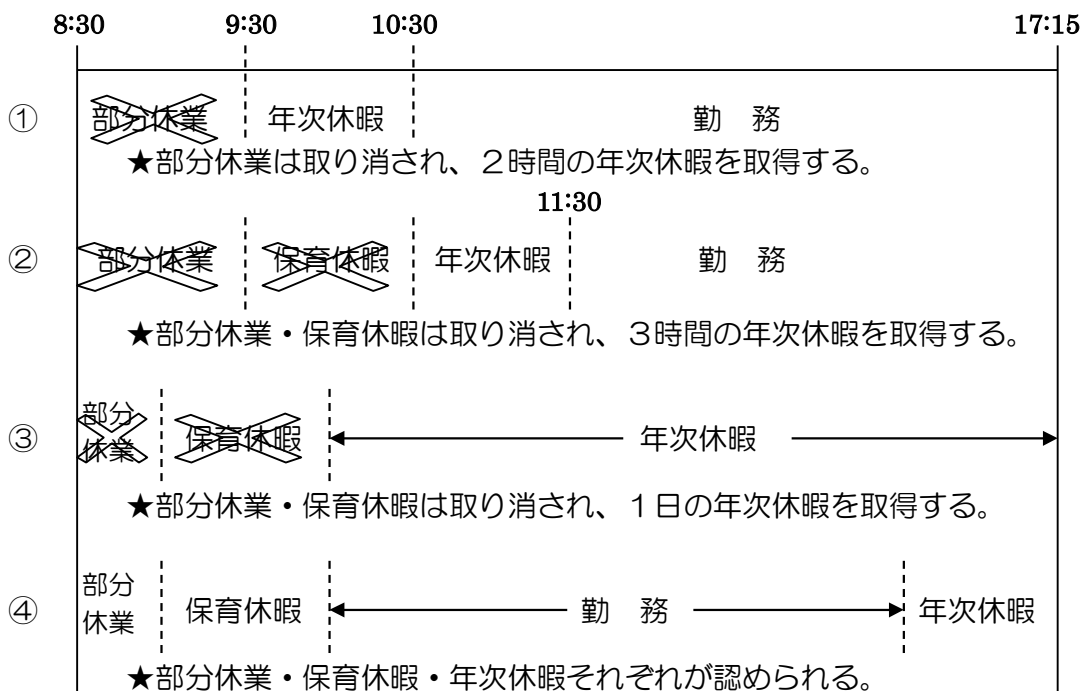 8:30 9:30 10:30 17:15
① 部分休業 年次休暇 勤　務
★部分休業は取り消され、２時間の年次休暇を取得する。
11:30
② 部分休業 保育休暇 年次休暇 勤　務
★部分休業・保育休暇は取り消され、３時間の年次休暇を取得する。
部分
③ 休業 保育休暇 年次休暇
★部分休業・保育休暇は取り消され、１日の年次休暇を取得する。
部分
④ 休業 保育休暇 勤　務 年次休暇
★部分休業・保育休暇・年次休暇それぞれが認められる。